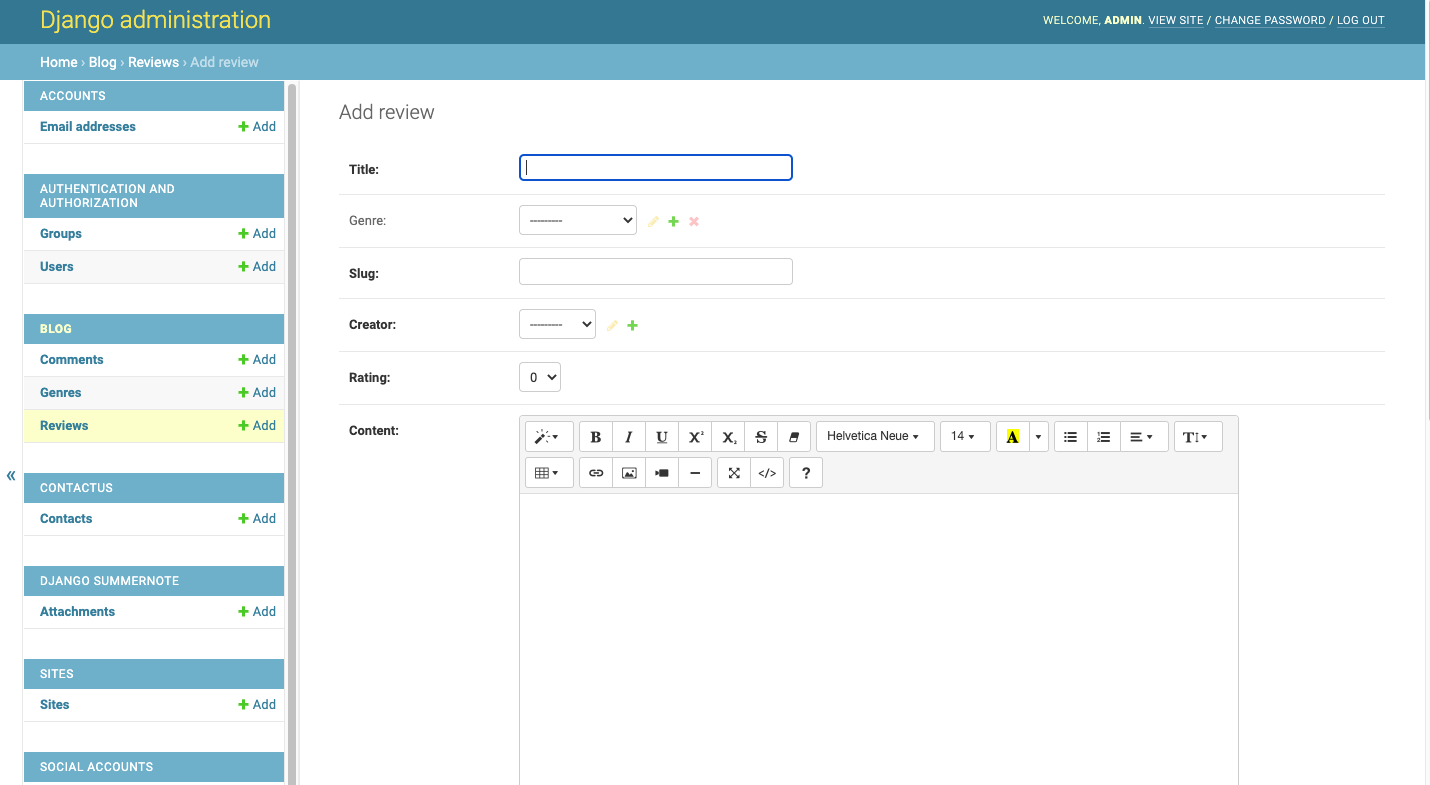 Django administration
WELCOME, ADMIN. VIEW SITE / CHANGE PASSWORD / LOG OUT
Home › Blog › Reviews › Add review
ACCOUNTS
Email addresses
Add
AUTHENTICATION AND
AUTHORIZATION
Groups
Add
Users
Add
BLOG
Comments
Add
Genres
Add
Reviews
Add
«
CONTACTUS
Contacts
Add
DJANGO SUMMERNOTE
Attachments
Add
SITES
Sites
Add
SOCIAL ACCOUNTS
Add review
Title:
Genre:
---------
Slug:
Creator:
---------
Rating:
0
Content:
B I U X² X₂ S Helvetica Neue 14 A TI
</> ?